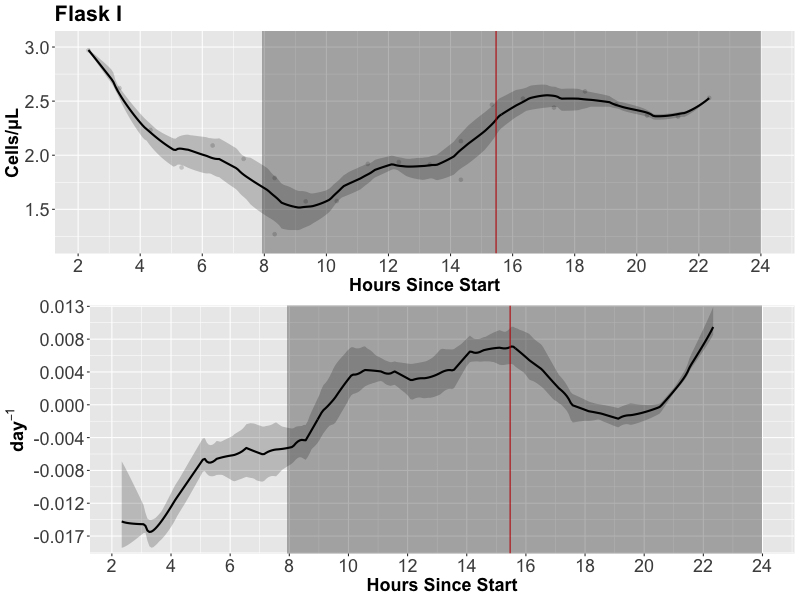 Flask I
Cells/µL
3.0
2.5
2.0
1.5
2 4 6 8 10 12 14 16 18 20 22 24
Hours Since Start
day⁻¹
0.013
0.008
0.004
0.000
-0.004
-0.008
-0.012
-0.017
2 4 6 8 10 12 14 16 18 20 22 24
Hours Since Start